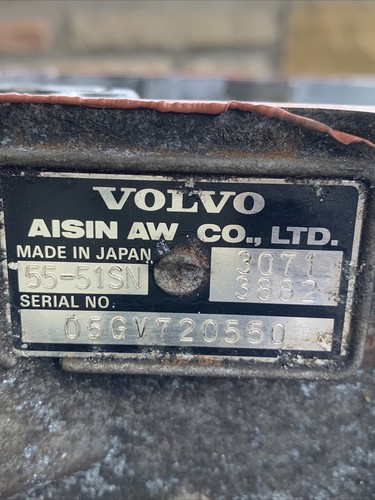 VOLVO
AISIN AW CO., LTD.
MADE IN JAPAN
55-51SN
3071
3882
SERIAL NO.
05GV720550